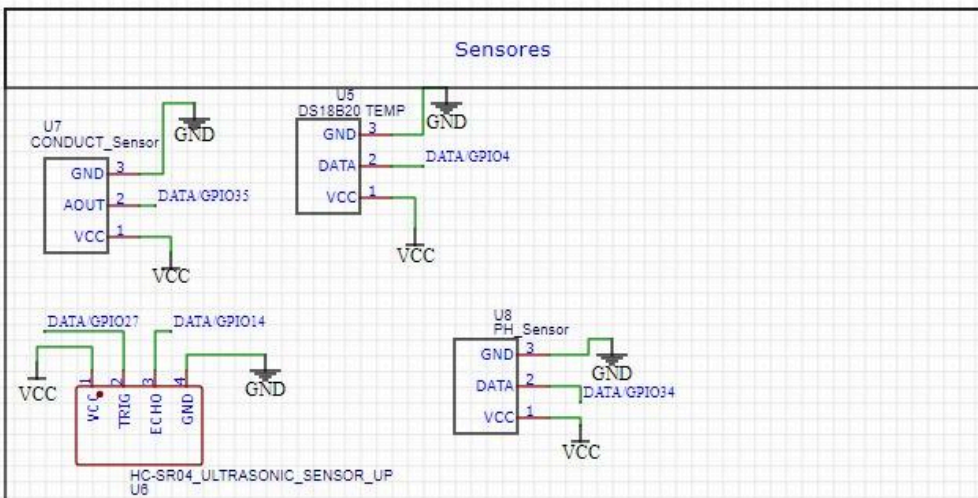 Sensores
U7
CONDUCT_Sensor
GND 3
AOUT 2
VCC 1
GND
DATA/GPIO35
VCC
U5
DS18B20 TEMP
GND 3
DATA 2
VCC 1
GND
DATA/GPIO4
VCC
DATA/GPIO27
DATA/GPIO14
VCC
GND
1 2 3 4
VCC TRIG ECHO GND
HC-SR04_ULTRASONIC_SENSOR_UP
U6
U8
PH_Sensor
GND 3
DATA 2
VCC 1
GND
DATA/GPIO34
VCC